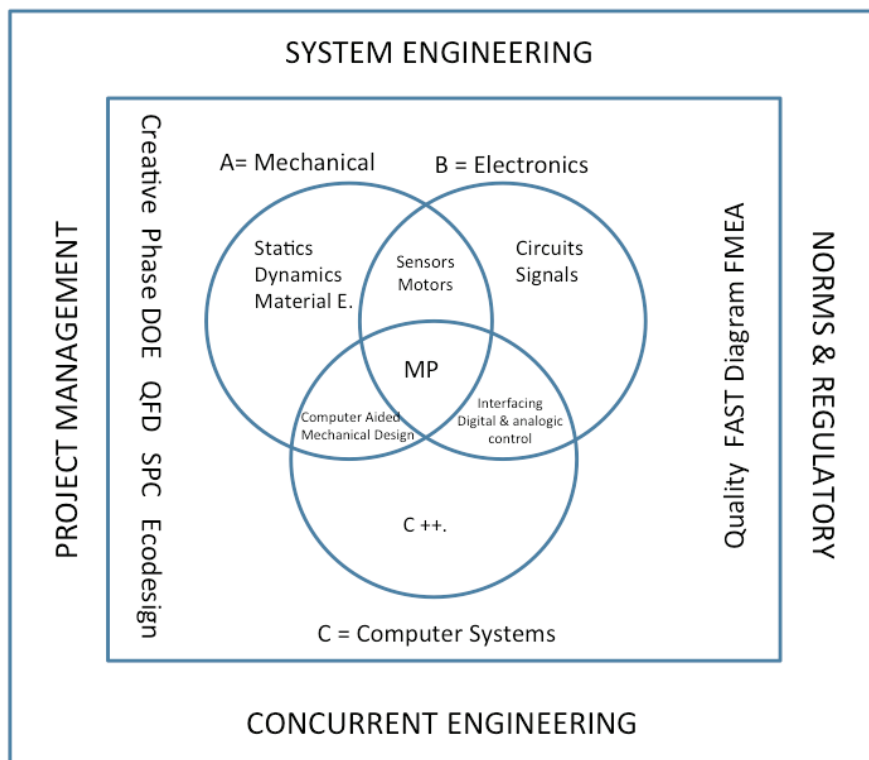 SYSTEM ENGINEERING
PROJECT MANAGEMENT
Creative Phase DOE QFD SPC Ecodesign
A= Mechanical
B = Electronics
Statics
Dynamics
Material E.
Sensors
Motors
Circuits
Signals
MP
Computer Aided
Mechanical Design
Interfacing
Digital & analogic
control
C ++.
C = Computer Systems
Quality FAST Diagram FMEA
NORMS & REGULATORY
CONCURRENT ENGINEERING